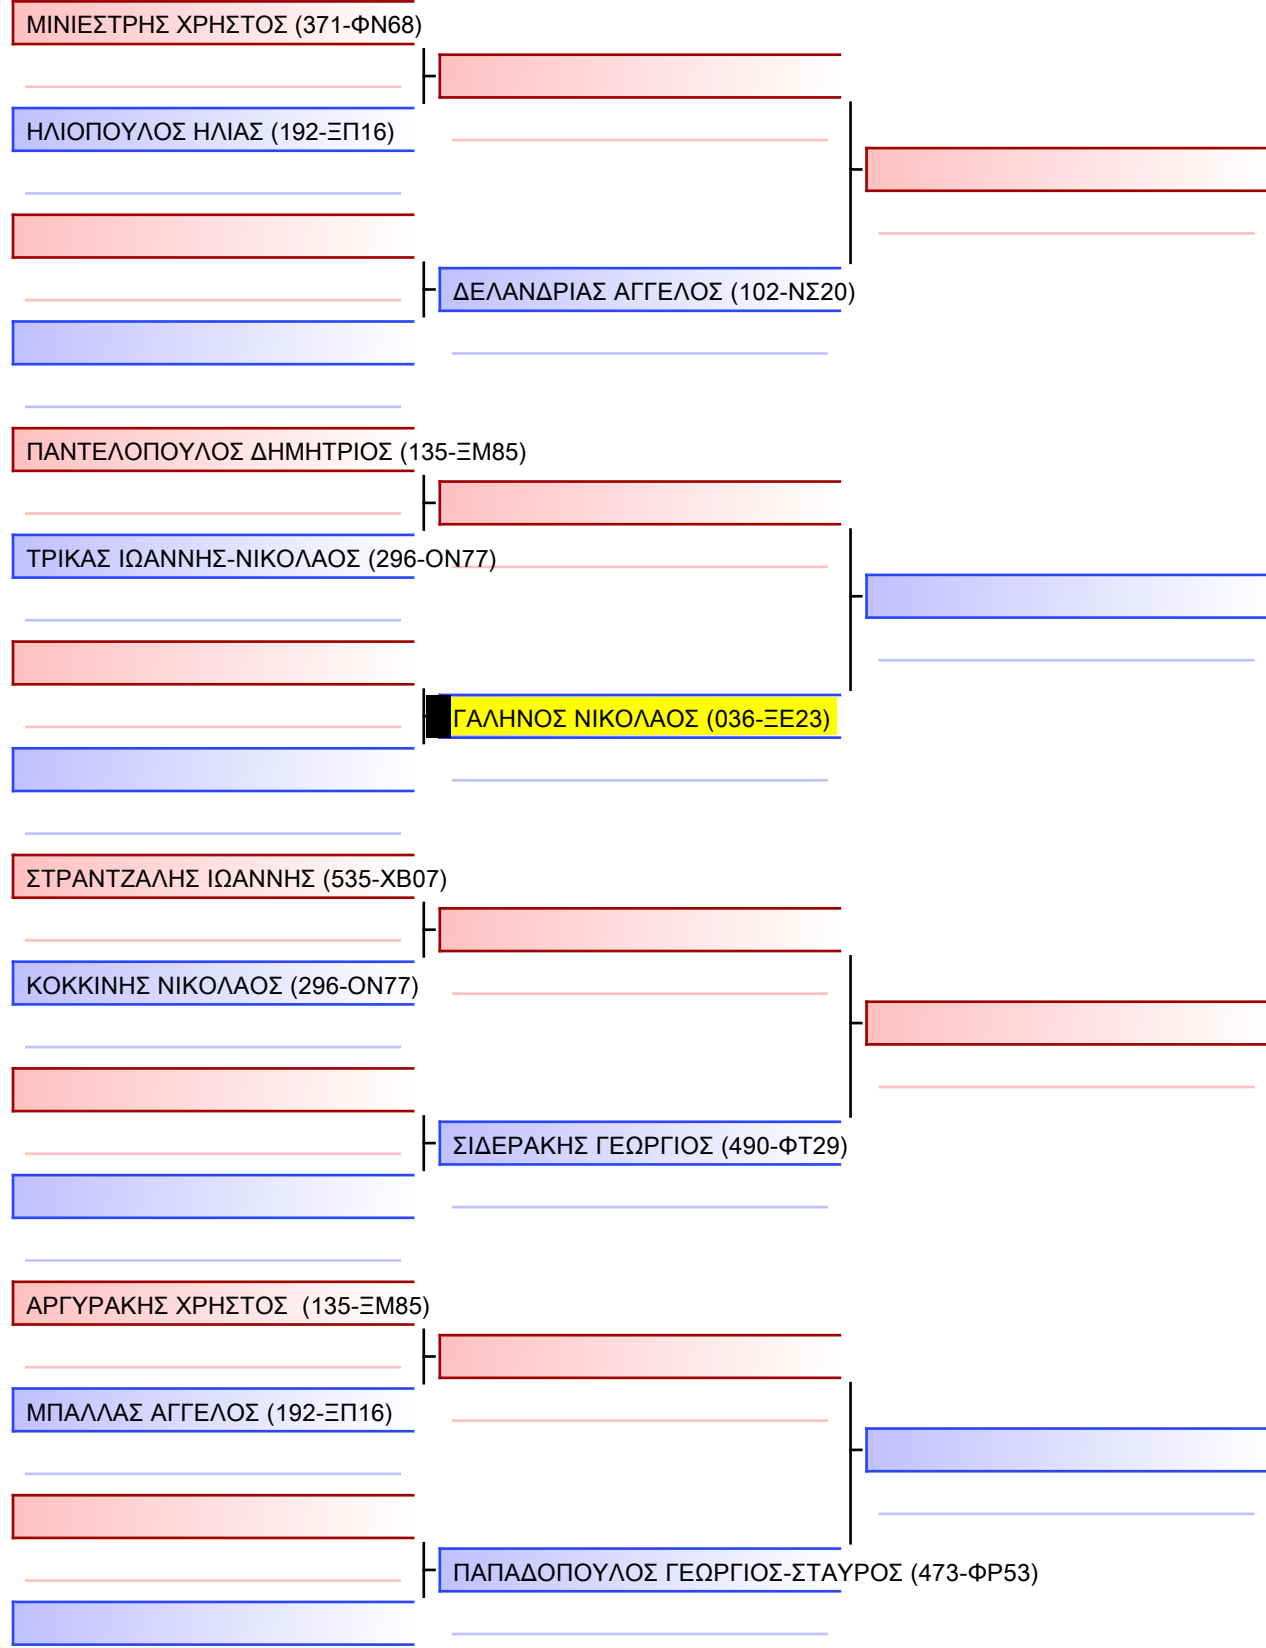 ΜΙΝΙΕΣΤΡΗΣ ΧΡΗΣΤΟΣ (371-ΦΝ68)
ΗΛΙΟΠΟΥΛΟΣ ΗΛΙΑΣ (192-ΞΠ16)
ΔΕΛΑΝΔΡΙΑΣ ΑΓΓΕΛΟΣ (102-ΝΣ20)
ΠΑΝΤΕΛΟΠΟΥΛΟΣ ΔΗΜΗΤΡΙΟΣ (135-ΞΜ85)
ΤΡΙΚΑΣ ΙΩΑΝΝΗΣ-ΝΙΚΟΛΑΟΣ (296-ΟΝ77)
ΓΑΛΗΝΟΣ ΝΙΚΟΛΑΟΣ (036-ΞΕ23)
ΣΤΡΑΝΤΖΑΛΗΣ ΙΩΑΝΝΗΣ (535-ΧΒ07)
ΚΟΚΚΙΝΗΣ ΝΙΚΟΛΑΟΣ (296-ΟΝ77)
ΣΙΔΕΡΑΚΗΣ ΓΕΩΡΓΙΟΣ (490-ΦΤ29)
ΑΡΓΥΡΑΚΗΣ ΧΡΗΣΤΟΣ  (135-ΞΜ85)
ΜΠΑΛΛΑΣ ΑΓΓΕΛΟΣ (192-ΞΠ16)
ΠΑΠΑΔΟΠΟΥΛΟΣ ΓΕΩΡΓΙΟΣ-ΣΤΑΥΡΟΣ (473-ΦΡ53)